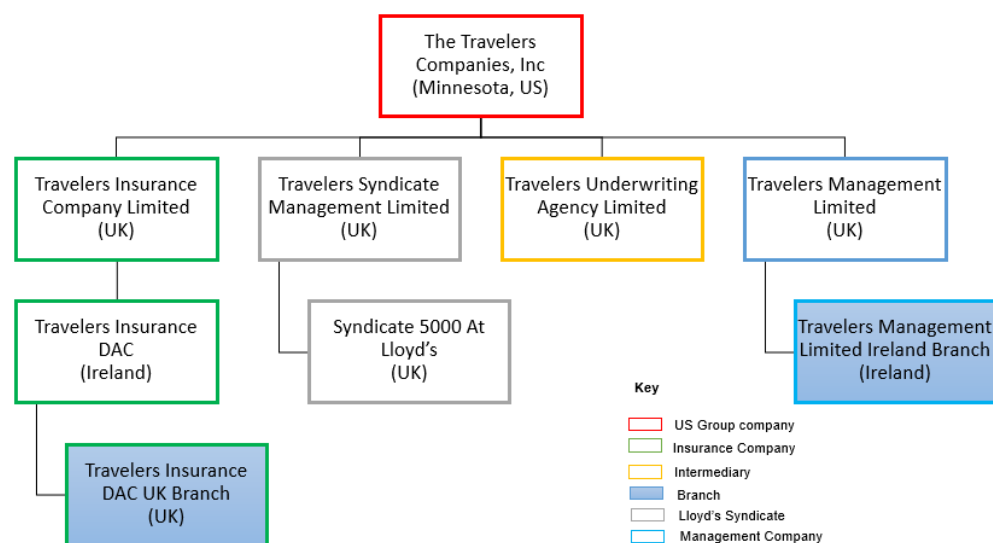 The Travelers
Companies, Inc
(Minnesota, US)
Travelers Insurance
Company Limited
(UK)
Travelers Syndicate
Management Limited
(UK)
Travelers Underwriting
Agency Limited
(UK)
Travelers Management
Limited
(UK)
Travelers Insurance
DAC
(Ireland)
Syndicate 5000 At
Lloyd's
(UK)
Travelers Management
Limited Ireland Branch
(Ireland)
Travelers Insurance
DAC UK Branch
(UK)
Key
US Group company
Insurance Company
Intermediary
Branch
Lloyd's Syndicate
Management Company